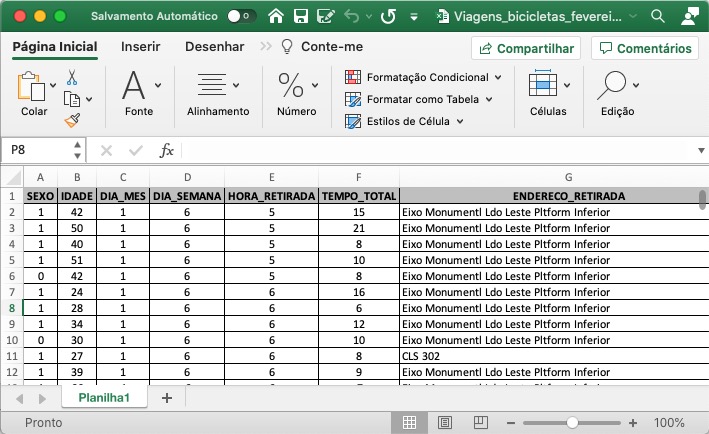 Salvamento Automático Viagens_bicicletas_feverei...
Página Inicial Inserir Desenhar >> Conte-me Compartilhar Comentários
Colar Fonte Alinhamento % Número Formatação Condicional Formatar como Tabela Estilos de Célula Células Edição
P8 fx
A B C D E F G
1 SEXO IDADE DIA_MES DIA_SEMANA HORA_RETIRADA TEMPO_TOTAL ENDERECO_RETIRADA
2 1 42 1 6 5 15 Eixo Monumentl Ldo Leste Pltform Inferior
3 1 50 1 6 5 21 Eixo Monumentl Ldo Leste Pltform Inferior
4 1 40 1 6 5 8 Eixo Monumentl Ldo Leste Pltform Inferior
5 1 51 1 6 5 10 Eixo Monumentl Ldo Leste Pltform Inferior
6 0 42 1 6 5 8 Eixo Monumentl Ldo Leste Pltform Inferior
7 1 24 1 6 6 16 Eixo Monumentl Ldo Leste Pltform Inferior
8 1 28 1 6 6 6 Eixo Monumentl Ldo Leste Pltform Inferior
9 1 34 1 6 6 12 Eixo Monumentl Ldo Leste Pltform Inferior
10 0 30 1 6 6 10 Eixo Monumentl Ldo Leste Pltform Inferior
11 1 27 1 6 6 8 CLS 302
12 1 39 1 6 6 9 Eixo Monumentl Ldo Leste Pltform Inferior
Planilha1 +
Pronto − + 100%